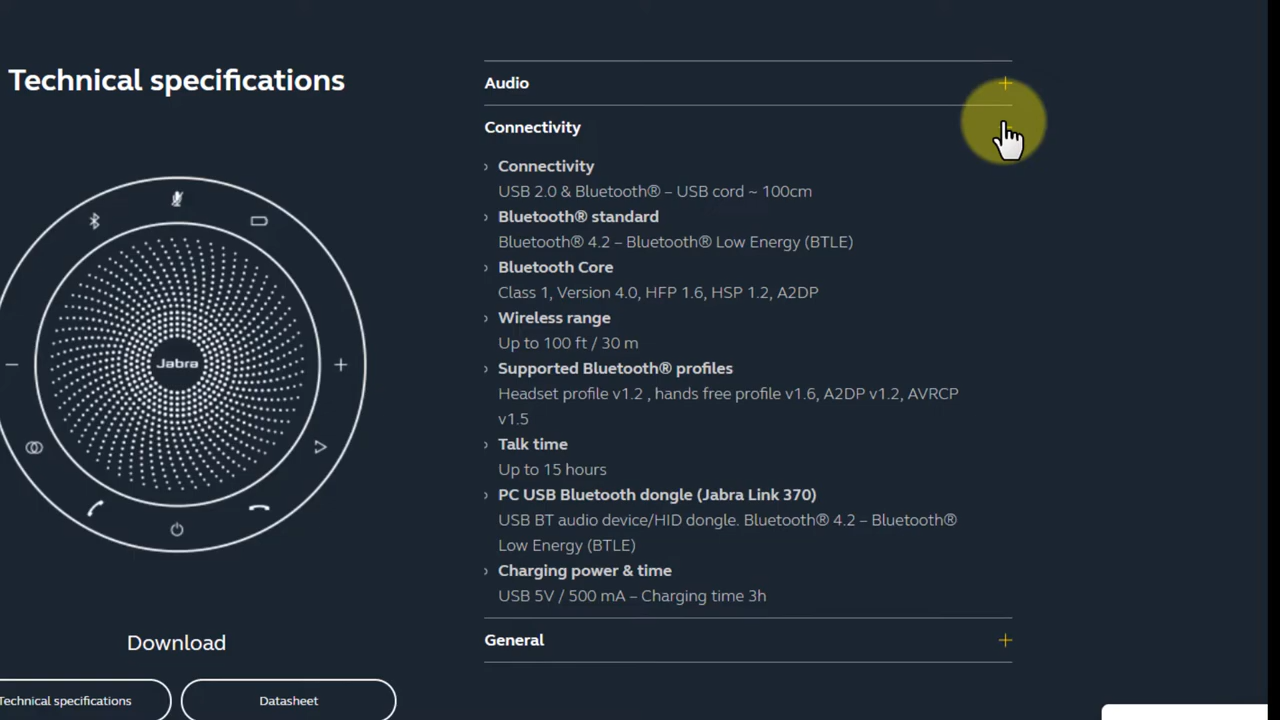 Technical specifications
Audio
Connectivity
Connectivity
USB 2.0 & Bluetooth® – USB cord ~ 100cm
Bluetooth® standard
Bluetooth® 4.2 – Bluetooth® Low Energy (BTLE)
Bluetooth Core
Class 1, Version 4.0, HFP 1.6, HSP 1.2, A2DP
Wireless range
Up to 100 ft / 30 m
Supported Bluetooth® profiles
Headset profile v1.2 , hands free profile v1.6, A2DP v1.2, AVRCP
v1.5
Talk time
Up to 15 hours
PC USB Bluetooth dongle (Jabra Link 370)
USB BT audio device/HID dongle. Bluetooth® 4.2 – Bluetooth®
Low Energy (BTLE)
Charging power & time
USB 5V / 500 mA – Charging time 3h
General
Jabra
Download
Technical specifications
Datasheet